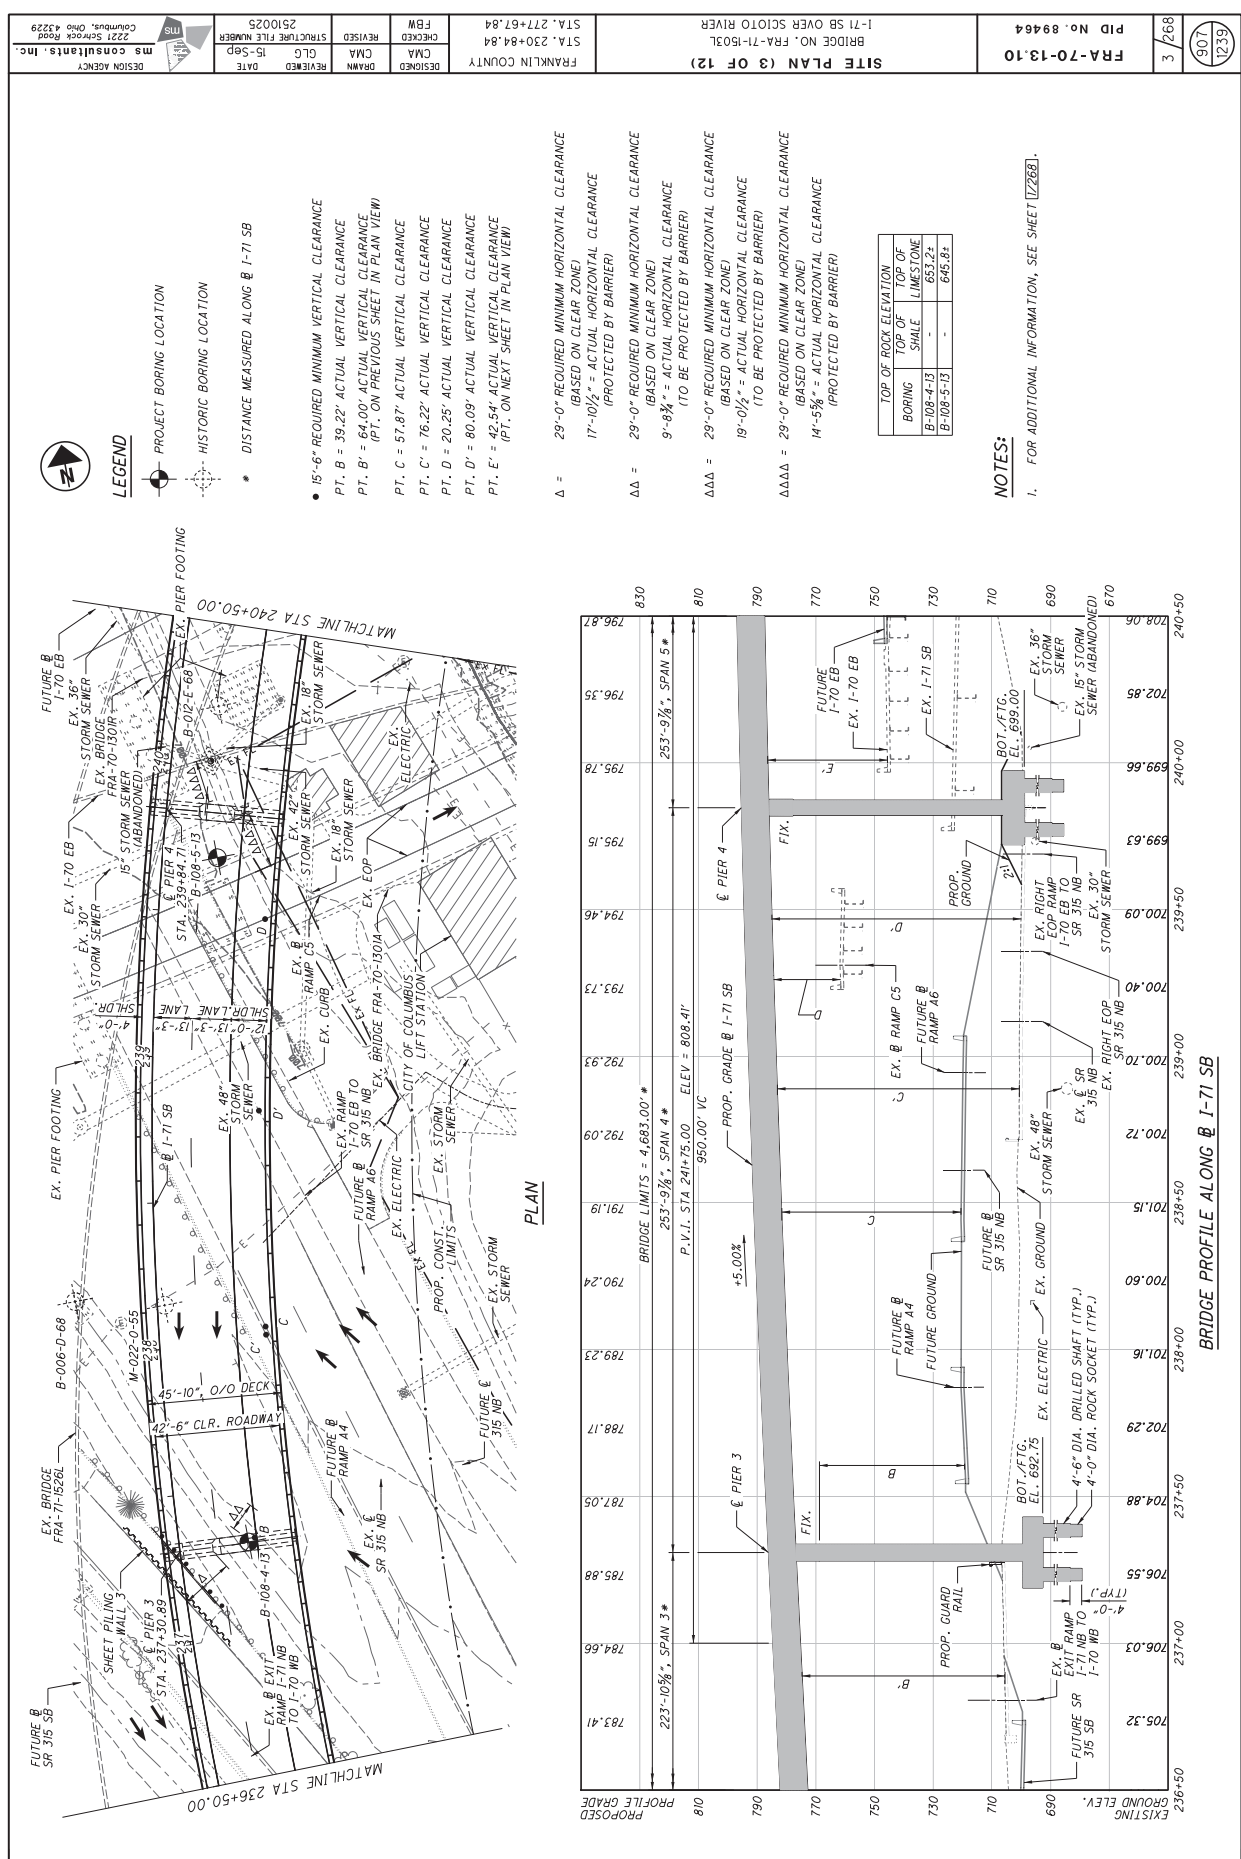 FUTURE ℄ SR 315 SB
EX. BRIDGE FRA-71-1526L
B-006-D-68
M-022-0-55
EX. PIER FOOTING
EX. 30" STORM SEWER
EX. I-70 EB
15" STORM SEWER (ABANDONED)
EX. BRIDGE FRA-70-1301R
EX. 36" STORM SEWER
FUTURE I-70 EB
EX. PIER FOOTING
B-012-E-68
SHEET PILING WALL 3
℄ PIER 3
STA. 237+30.89
℄ PIER 4
STA. 239+84.71
B-108-5-13
B-108-4-13
MATCHLINE STA 236+50.00
MATCHLINE STA 240+50.00
45'-10", O/O DECK
42'-6" CLR. ROADWAY
I-71 SB
4'-0" SHLDR.
13'-3" LANE
13'-3" LANE
12'-0" SHLDR.
EX. 48" STORM SEWER
EX. CURB
EX. RAMP C5
EX. EOP
EX. 18" STORM SEWER
EX. 42" STORM SEWER
EX. 18" STORM SEWER
EX. ELECTRIC
EX. EXIT RAMP I-71 NB TO I-70 WB
FUTURE RAMP A4
EX. ℄ SR 315 NB
FUTURE ℄ 315 NB
FUTURE RAMP A6
EX. RAMP I-70 EB TO SR 315 NB
EX. BRIDGE FRA-70-1301A
CITY OF COLUMBUS LIFT STATION
EX. ELECTRIC
PROP. CONST. LIMITS
EX. STORM SEWER
EX. STORM SEWER
PLAN
LEGEND
PROJECT BORING LOCATION
HISTORIC BORING LOCATION
* DISTANCE MEASURED ALONG I-71 SB
● 15'-6" REQUIRED MINIMUM VERTICAL CLEARANCE
PT. B = 39.22' ACTUAL VERTICAL CLEARANCE
PT. B' = 64.00' ACTUAL VERTICAL CLEARANCE
(PT. ON PREVIOUS SHEET IN PLAN VIEW)
PT. C = 57.87' ACTUAL VERTICAL CLEARANCE
PT. C' = 76.22' ACTUAL VERTICAL CLEARANCE
PT. D = 20.25' ACTUAL VERTICAL CLEARANCE
PT. D' = 80.09' ACTUAL VERTICAL CLEARANCE
PT. E' = 42.54' ACTUAL VERTICAL CLEARANCE
(PT. ON NEXT SHEET IN PLAN VIEW)
Δ = 29'-0" REQUIRED MINIMUM HORIZONTAL CLEARANCE
(BASED ON CLEAR ZONE)
17'-10½" = ACTUAL HORIZONTAL CLEARANCE
(PROTECTED BY BARRIER)
ΔΔ = 29'-0" REQUIRED MINIMUM HORIZONTAL CLEARANCE
(BASED ON CLEAR ZONE)
9'-8¾" = ACTUAL HORIZONTAL CLEARANCE
(TO BE PROTECTED BY BARRIER)
ΔΔΔ = 29'-0" REQUIRED MINIMUM HORIZONTAL CLEARANCE
(BASED ON CLEAR ZONE)
19'-0½" = ACTUAL HORIZONTAL CLEARANCE
(TO BE PROTECTED BY BARRIER)
ΔΔΔΔ = 29'-0" REQUIRED MINIMUM HORIZONTAL CLEARANCE
(BASED ON CLEAR ZONE)
14'-5⅝" = ACTUAL HORIZONTAL CLEARANCE
(PROTECTED BY BARRIER)
TOP OF ROCK ELEVATION
BORING TOP OF SHALE TOP OF LIMESTONE
B-108-4-13 - 653.2±
B-108-5-13 - 645.8±
NOTES:
1. FOR ADDITIONAL INFORMATION, SEE SHEET 1/268.
PROPOSED PROFILE GRADE
783.41 784.66 785.88 787.05 788.17 789.23 790.24 791.19 792.09 792.93 793.73 794.46 795.15 795.78 796.35 796.87
BRIDGE LIMITS = 4,683.00' *
223'-10⅝", SPAN 3 *
253'-9⅞", SPAN 4 *
253'-9⅞", SPAN 5 *
P.V.I. STA 241+75.00 ELEV = 808.41'
950.00' VC
830
810 810
790 790
770 770
750 750
730 730
710 710
690 690
670
℄ PIER 3
+5.00%
PROP. GRADE I-71 SB
℄ PIER 4
FIX.
FIX.
B' B C C' D D' E'
FUTURE I-70 EB
EX. I-70 EB
EX. I-71 SB
EX. RAMP C5
FUTURE RAMP A6
FUTURE SR 315 NB
FUTURE RAMP A4
FUTURE GROUND
PROP. GUARD RAIL
PROP. GROUND
2:1
BOT./FTG. EL. 692.75
BOT./FTG. EL. 699.00
EX. ELECTRIC
EX. GROUND
EX. 48" STORM SEWER
EX. ℄ SR 315 NB
EX. RIGHT EOP SR 315 NB
EX. RIGHT EOP RAMP I-70 EB TO SR 315 NB
EX. 30" STORM SEWER
EX. 36" STORM SEWER
EX. 15" STORM SEWER (ABANDONED)
4'-6" DIA. DRILLED SHAFT (TYP.)
4'-0" DIA. ROCK SOCKET (TYP.)
4'-0" (TYP.)
EX. EXIT RAMP I-71 NB TO I-70 WB
FUTURE SR 315 SB
EXISTING GROUND ELEV.
705.32 706.03 706.55 704.88 702.29 701.16 700.60 701.15 700.72 700.70 700.40 700.09 699.63 699.66 702.85 708.06
236+50 237+00 237+50 238+00 238+50 239+00 239+50 240+00 240+50
BRIDGE PROFILE ALONG I-71 SB
DESIGN AGENCY
ms consultants, inc.
2221 Schrock Road
Columbus, Ohio 43229
ms
REVIEWED GLG DATE 15-Sep
STRUCTURE FILE NUMBER 2510025
DRAWN CMA REVISED
DESIGNED CMA CHECKED FBW
FRANKLIN COUNTY
STA. 230+84.84
STA. 277+67.84
SITE PLAN (3 OF 12)
BRIDGE NO. FRA-71-1503L
I-71 SB OVER SCIOTO RIVER
FRA-70-13.10
PID No. 89464
3/268
907
1239